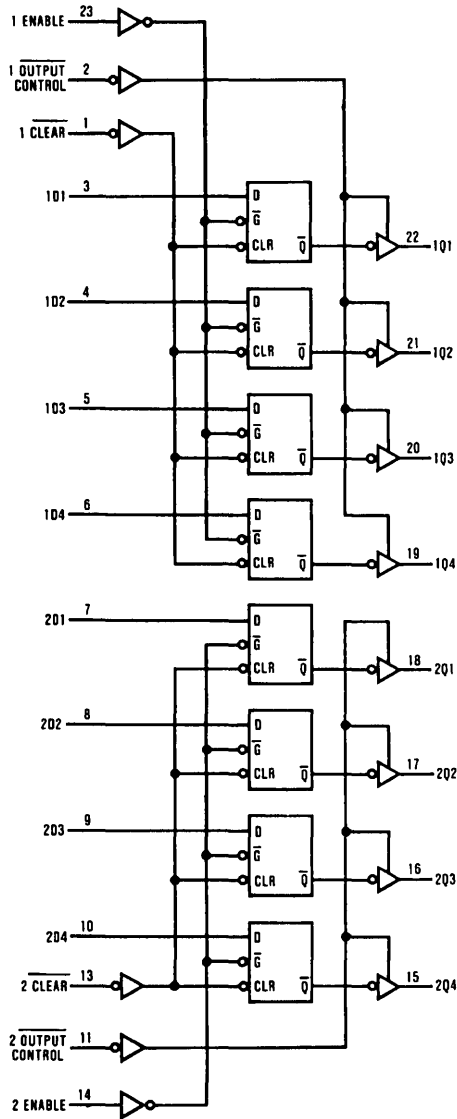 23
1 ENABLE
1 OUTPUT
CONTROL
2
1 CLEAR
1
1D1 3 D
G̅
CLR Q̅
22 1Q1
1D2 4 D
G̅
CLR Q̅
21 1Q2
1D3 5 D
G̅
CLR Q̅
20 1Q3
1D4 6 D
G̅
CLR Q̅
19 1Q4
2D1 7 D
G̅
CLR Q̅
18 2Q1
2D2 8 D
G̅
CLR Q̅
17 2Q2
2D3 9 D
G̅
CLR Q̅
16 2Q3
2D4 10 D
G̅
CLR Q̅
15 2Q4
2 CLEAR 13
2 OUTPUT
CONTROL
11
2 ENABLE 14